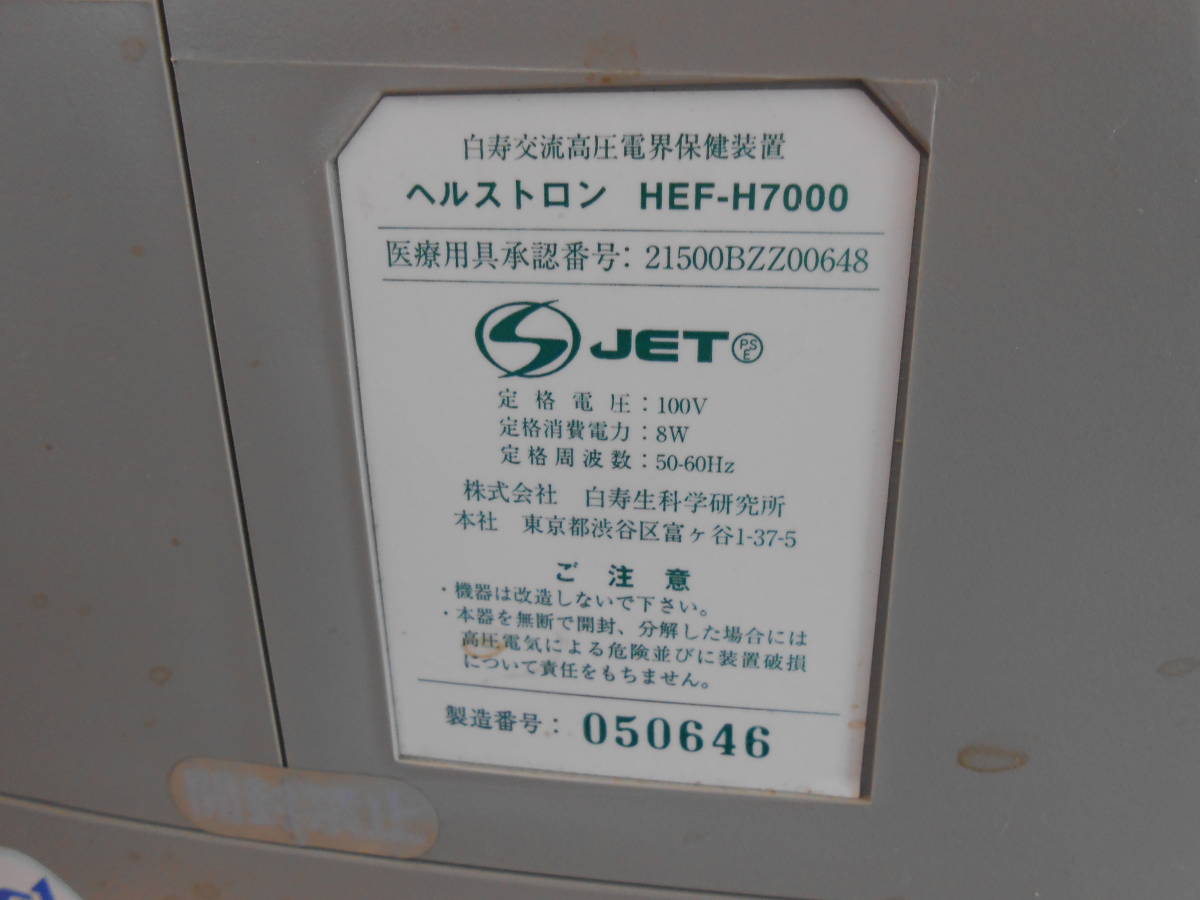 白寿交流高圧電界保健装置
ヘルストロン HEF-H7000
医療用具承認番号: 21500BZZ00648
S JET PSE
定格電圧: 100V
定格消費電力: 8W
定格周波数: 50-60Hz
株式会社 白寿生科学研究所
本社 東京都渋谷区富ヶ谷1-37-5
ご注意
・機器は改造しないで下さい。
・本器を無断で開封、分解した場合には
高圧電気による危険並びに装置破損
について責任をもちません。
製造番号: 050646
開封禁止